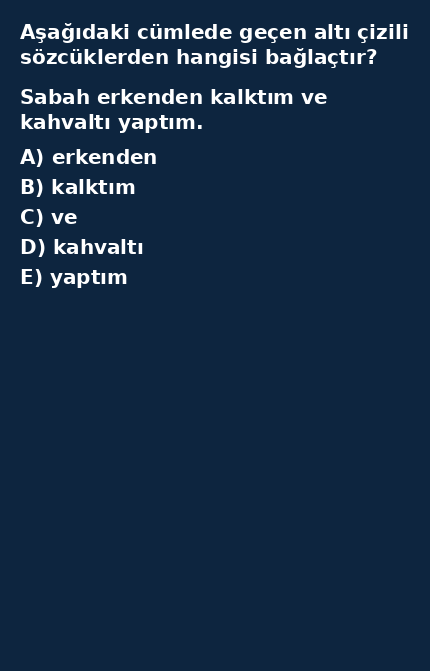 Aşağıdaki cümlede geçen altı çizili
sözcüklerden hangisi bağlaçtır?
Sabah erkenden kalktım ve
kahvaltı yaptım.
A) erkenden
B) kalktım
C) ve
D) kahvaltı
E) yaptım